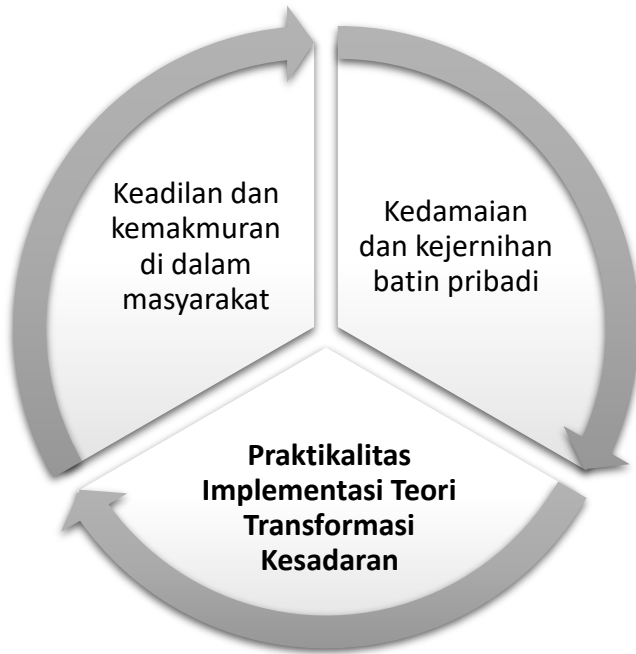 Keadilan dan
kemakmuran
di dalam
masyarakat
Kedamaian
dan kejernihan
batin pribadi
Praktikalitas
Implementasi Teori
Transformasi
Kesadaran